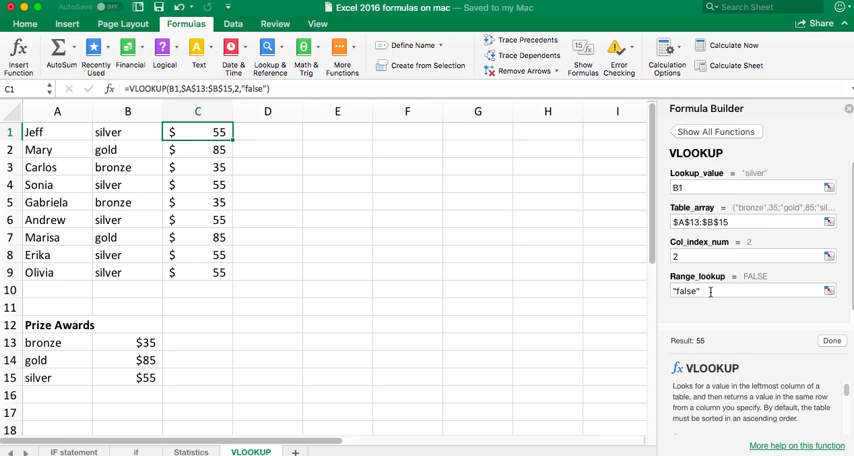 AutoSave OFF Excel 2016 formulas on mac — Saved to my Mac Search Sheet
Home Insert Page Layout Formulas Data Review View Share
fx Σ ? A θ
Insert Function AutoSum Recently Used Financial Logical Text Date & Time Lookup & Reference Math & Trig More Functions
Define Name
Create from Selection
Trace Precedents
Trace Dependents
Remove Arrows
Show Formulas Error Checking Calculation Options
Calculate Now
Calculate Sheet
C1 fx =VLOOKUP(B1,$A$13:$B$15,2,"false")
A B C D E F G H I
1 Jeff silver $ 55
2 Mary gold $ 85
3 Carlos bronze $ 35
4 Sonia silver $ 55
5 Gabriela bronze $ 35
6 Andrew silver $ 55
7 Marisa gold $ 85
8 Erika silver $ 55
9 Olivia silver $ 55
10
11
12 Prize Awards
13 bronze $35
14 gold $85
15 silver $55
16
17
18
IF statement if Statistics VLOOKUP +
Formula Builder
Show All Functions
VLOOKUP
Lookup_value = "silver"
B1
Table_array = {"bronze",35;"gold",85;"sil...
$A$13:$B$15
Col_index_num = 2
2
Range_lookup = FALSE
"false"
Result: 55 Done
fx VLOOKUP
Looks for a value in the leftmost column of a
table, and then returns a value in the same row
from a column you specify. By default, the table
must be sorted in an ascending order.
More help on this function